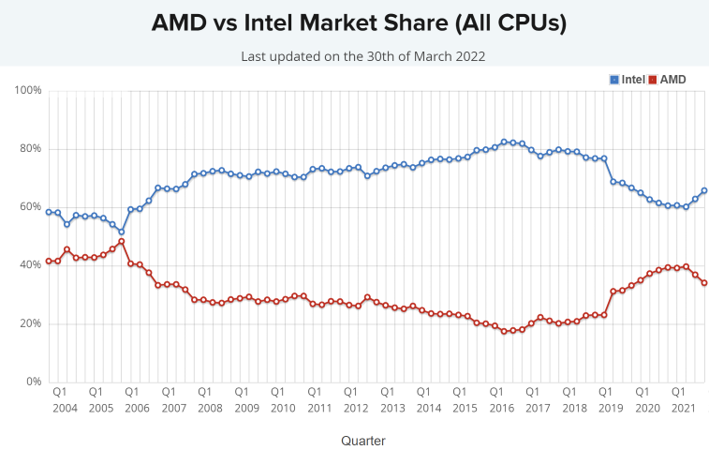 AMD vs Intel Market Share (All CPUs)
Last updated on the 30th of March 2022
Intel AMD
100%
80%
60%
40%
20%
0%
Q1 Q1 Q1 Q1 Q1 Q1 Q1 Q1 Q1 Q1 Q1 Q1 Q1 Q1 Q1 Q1 Q1 Q1
2004 2005 2006 2007 2008 2009 2010 2011 2012 2013 2014 2015 2016 2017 2018 2019 2020 2021
Quarter